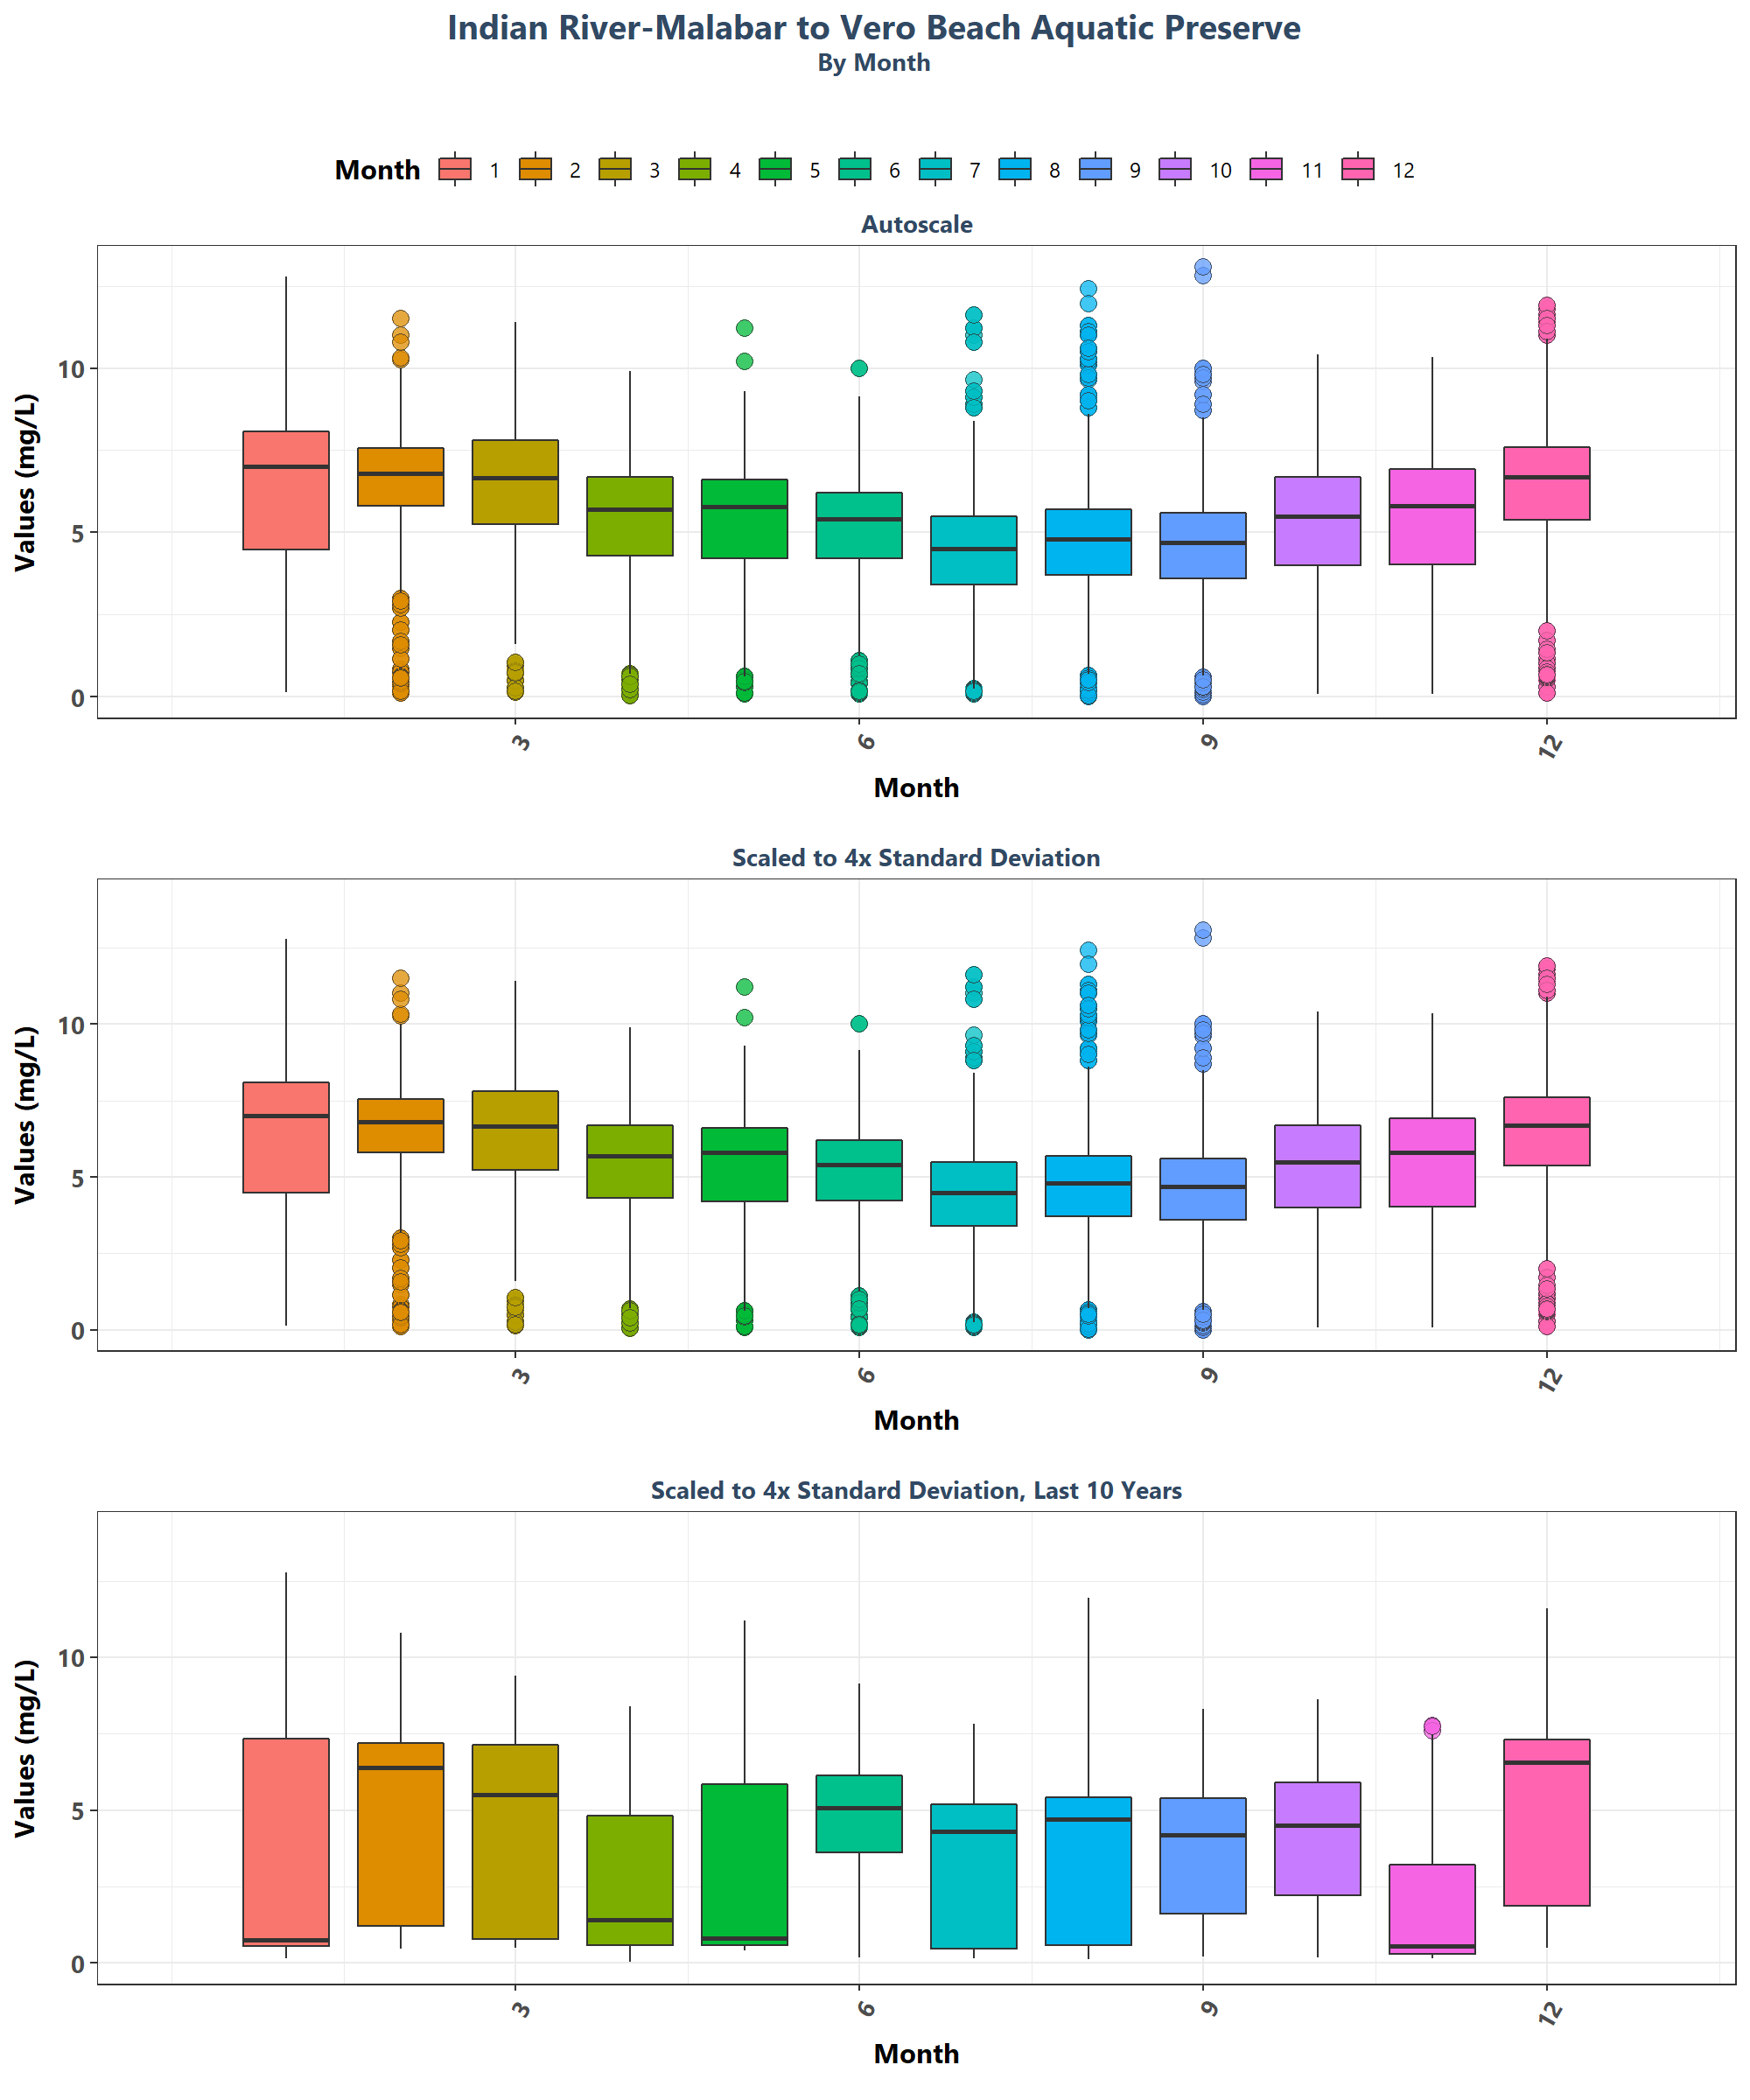 Indian River-Malabar to Vero Beach Aquatic Preserve
By Month
Month 1 2 3 4 5 6 7 8 9 10 11 12
Autoscale
Values (mg/L)
10
5
0
3 6 9 12
Month
Scaled to 4x Standard Deviation
Values (mg/L)
10
5
0
3 6 9 12
Month
Scaled to 4x Standard Deviation, Last 10 Years
Values (mg/L)
10
5
0
3 6 9 12
Month